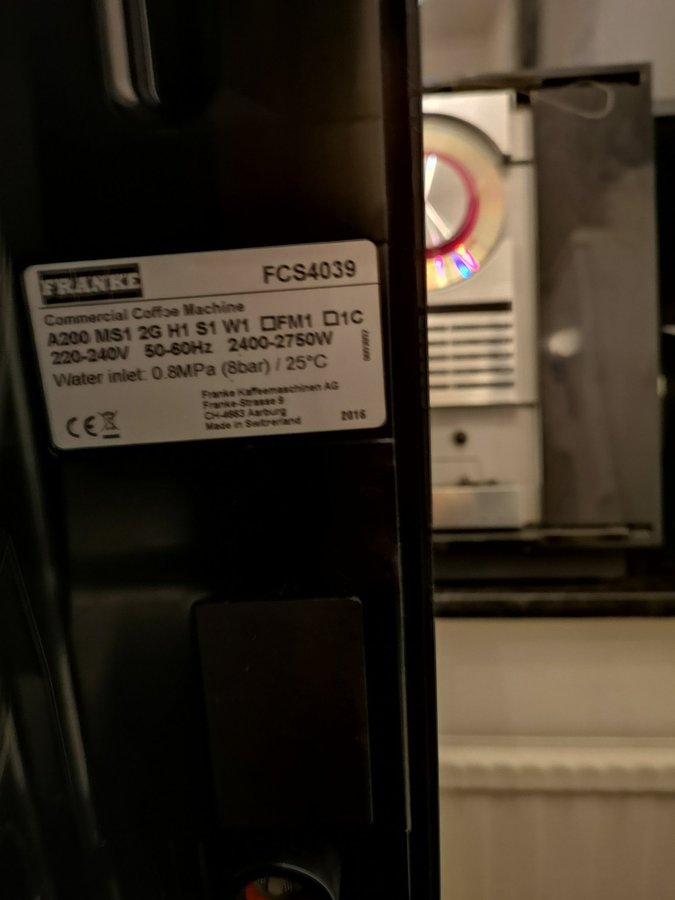 FRANKE
FCS4039
Commercial Coffee Machine
A200 MS1 2G H1 S1 W1 ☐FM1 ☐1C
220-240V 50-60Hz 2400-2750W
Water inlet: 0.8MPa (8bar) / 25°C
Franke Kaffeemaschinen AG
Franke-Strasse 9
CH-4663 Aarburg
Made in Switzerland
2016
CE